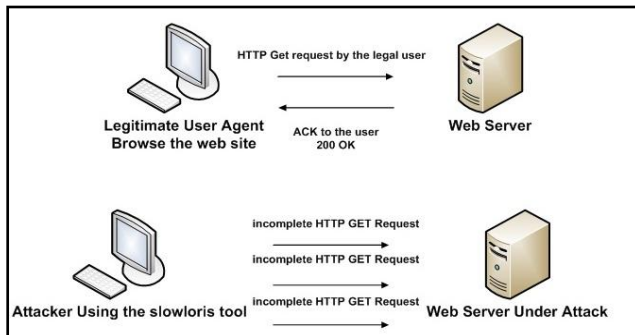 HTTP Get request by the legal user
Legitimate User Agent
Browse the web site
ACK to the user
200 OK
Web Server
incomplete HTTP GET Request
incomplete HTTP GET Request
incomplete HTTP GET Request
Attacker Using the slowloris tool
Web Server Under Attack